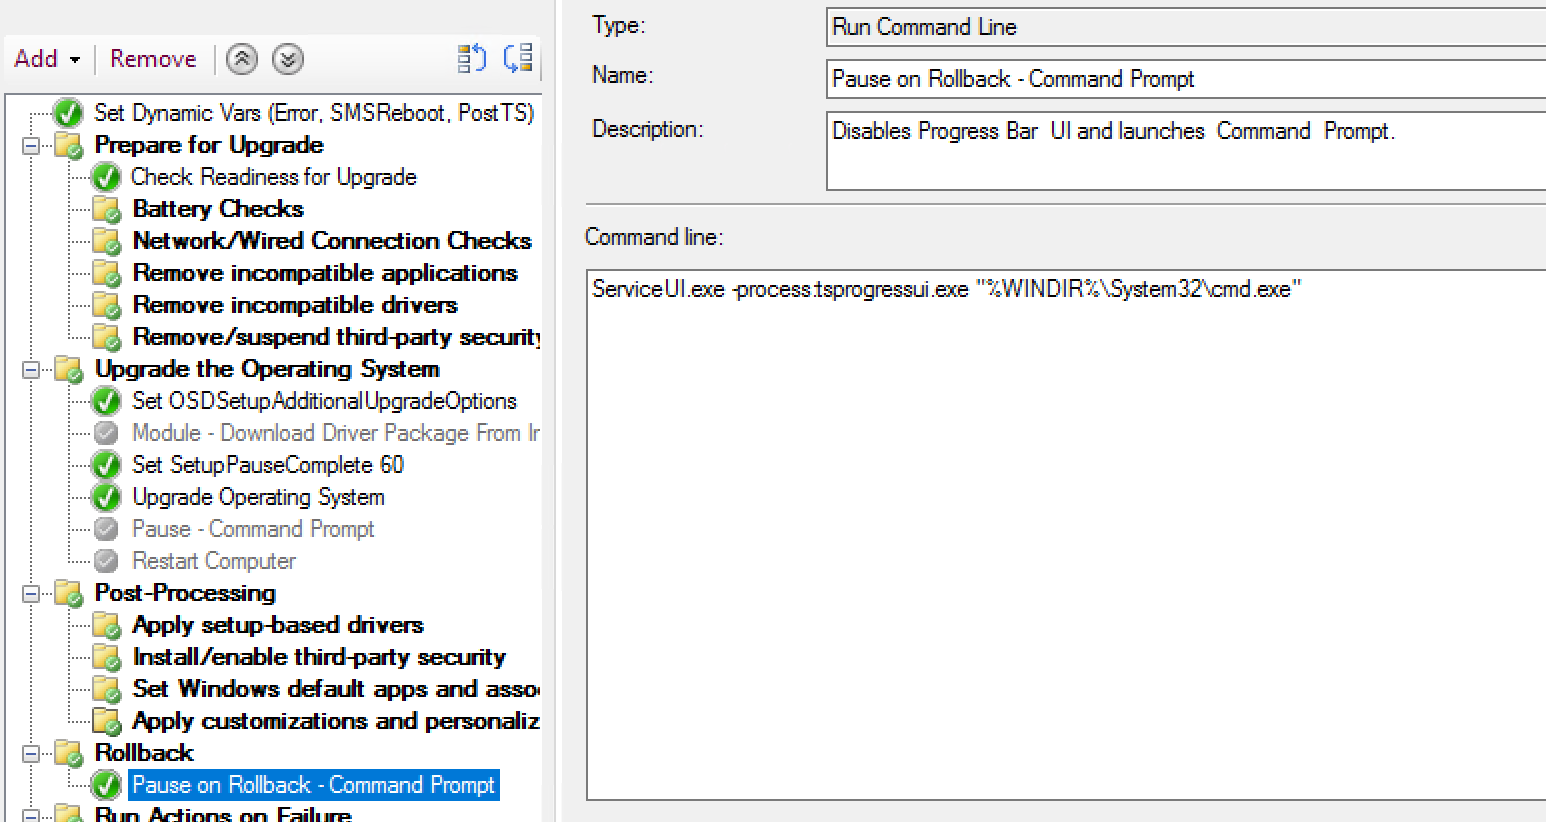 Add
Remove
Set Dynamic Vars (Error, SMSReboot, PostTS)
Prepare for Upgrade
Check Readiness for Upgrade
Battery Checks
Network/Wired Connection Checks
Remove incompatible applications
Remove incompatible drivers
Remove/suspend third-party security
Upgrade the Operating System
Set OSDSetupAdditionalUpgradeOptions
Module - Download Driver Package From
Set SetupPauseComplete 60
Upgrade Operating System
Pause - Command Prompt
Restart Computer
Post-Processing
Apply setup-based drivers
Install/enable third-party security
Set Windows default apps and asso
Apply customizations and personaliz
Rollback
Pause on Rollback - Command Prompt
Run Actions on Failure
Type: Run Command Line
Name: Pause on Rollback - Command Prompt
Description: Disables Progress Bar UI and launches Command Prompt.
Command line:
ServiceUI.exe -process:tsprogressui.exe "%WINDIR%\System32\cmd.exe"